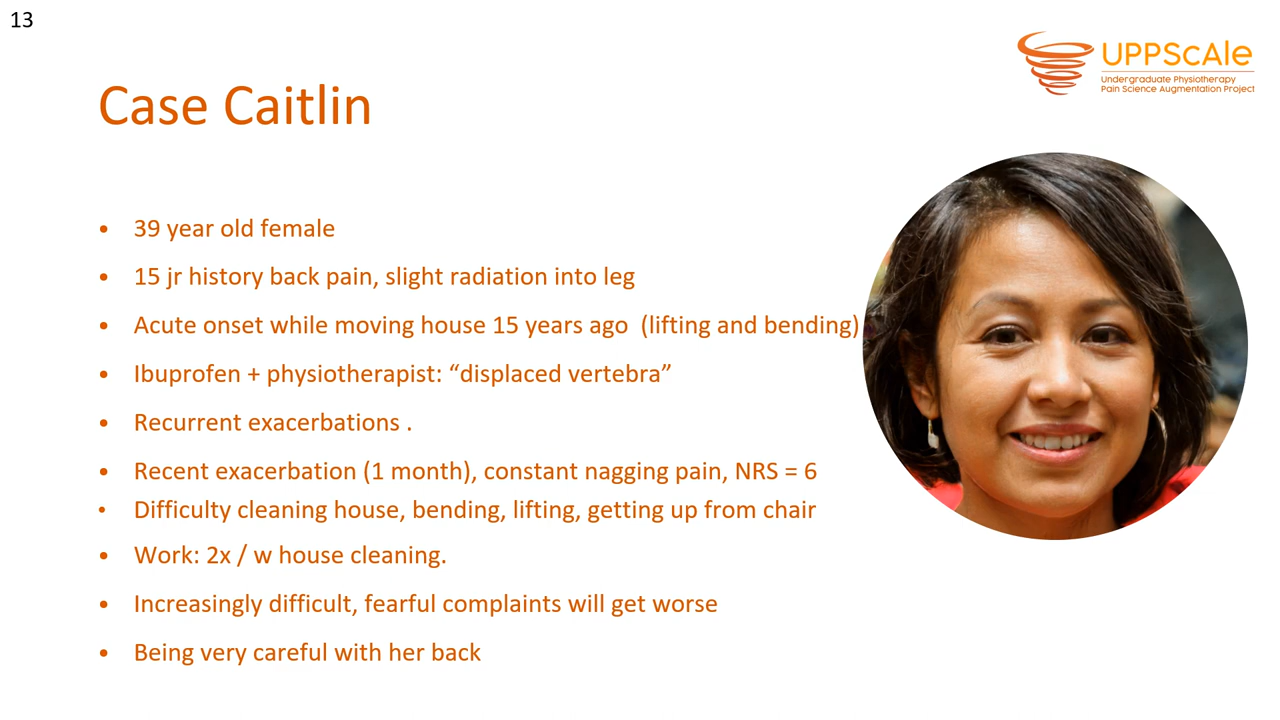 13
UPPScale
Undergraduate Physiotherapy
Pain Science Augmentation Project
Case Caitlin
• 39 year old female
• 15 jr history back pain, slight radiation into leg
• Acute onset while moving house 15 years ago  (lifting and bending)
• Ibuprofen + physiotherapist: “displaced vertebra”
• Recurrent exacerbations .
• Recent exacerbation (1 month), constant nagging pain, NRS = 6
• Difficulty cleaning house, bending, lifting, getting up from chair
• Work: 2x / w house cleaning.
• Increasingly difficult, fearful complaints will get worse
• Being very careful with her back